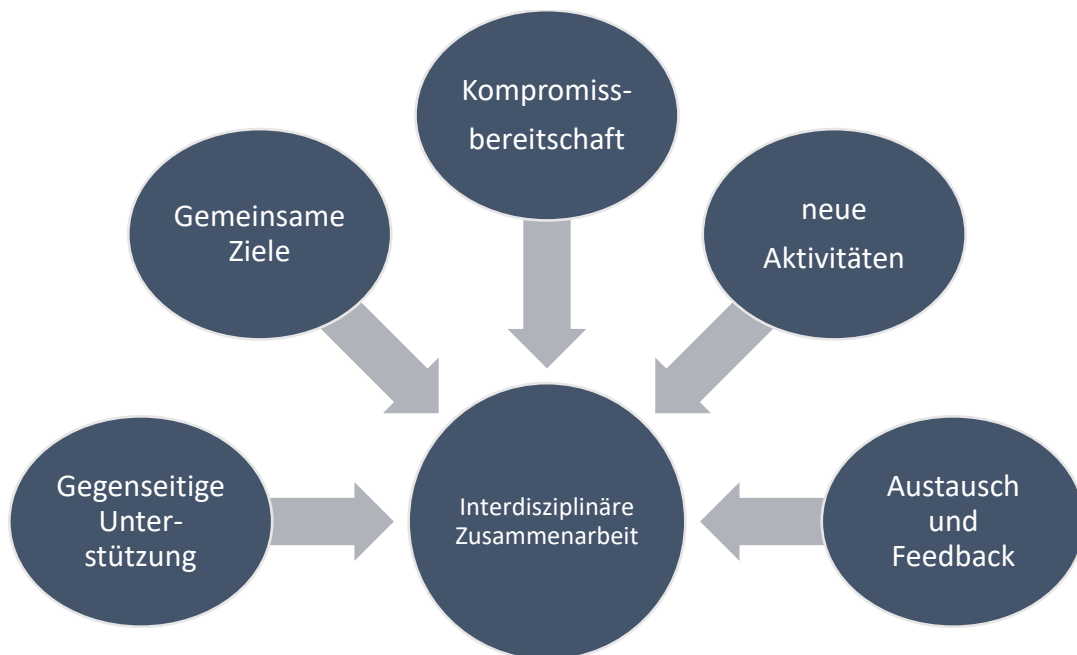 Kompromiss-
bereitschaft
Gemeinsame
Ziele
neue
Aktivitäten
Gegenseitige
Unter-
stützung
Interdisziplinäre
Zusammenarbeit
Austausch
und
Feedback